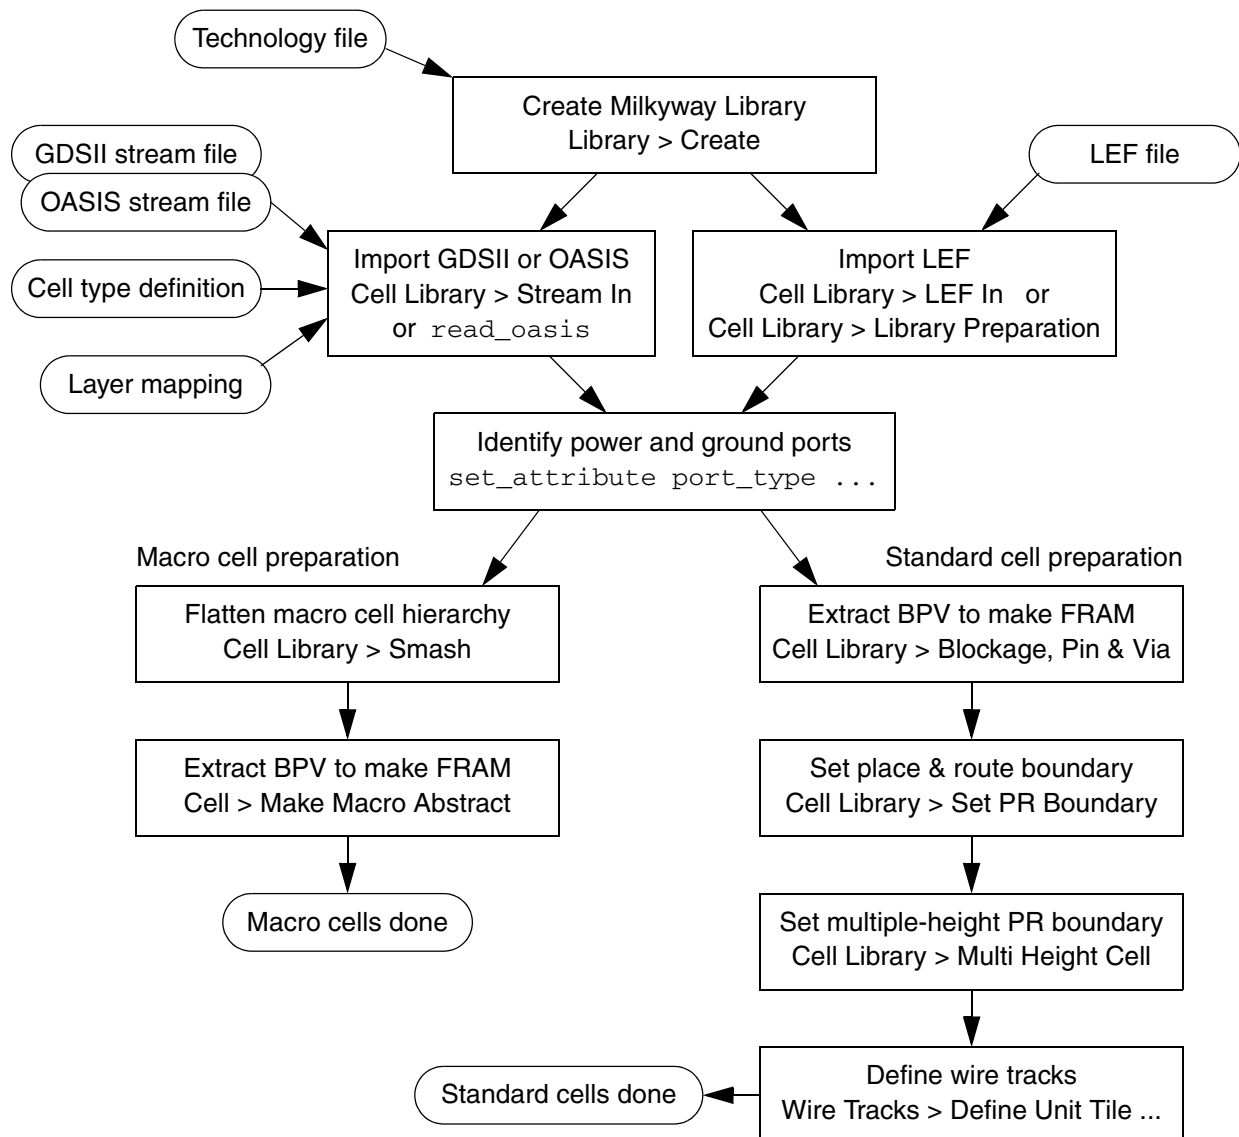 Technology file
Create Milkyway Library
Library > Create
GDSII stream file
OASIS stream file
LEF file
Import GDSII or OASIS
Cell Library > Stream In
or read_oasis
Import LEF
Cell Library > LEF In or
Cell Library > Library Preparation
Cell type definition
Layer mapping
Identify power and ground ports
set_attribute port_type ...
Macro cell preparation
Standard cell preparation
Flatten macro cell hierarchy
Cell Library > Smash
Extract BPV to make FRAM
Cell Library > Blockage, Pin & Via
Extract BPV to make FRAM
Cell > Make Macro Abstract
Set place & route boundary
Cell Library > Set PR Boundary
Macro cells done
Set multiple-height PR boundary
Cell Library > Multi Height Cell
Standard cells done
Define wire tracks
Wire Tracks > Define Unit Tile ...